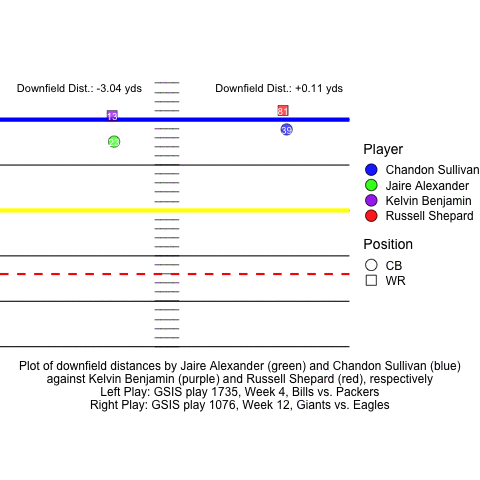 Downfield Dist.: -3.04 yds
Downfield Dist.: +0.11 yds
13
81
39
Player
Chandon Sullivan
Jaire Alexander
Kelvin Benjamin
Russell Shepard
Position
CB
WR
Plot of downfield distances by Jaire Alexander (green) and Chandon Sullivan (blue)
against Kelvin Benjamin (purple) and Russell Shepard (red), respectively
Left Play: GSIS play 1735, Week 4, Bills vs. Packers
Right Play: GSIS play 1076, Week 12, Giants vs. Eagles